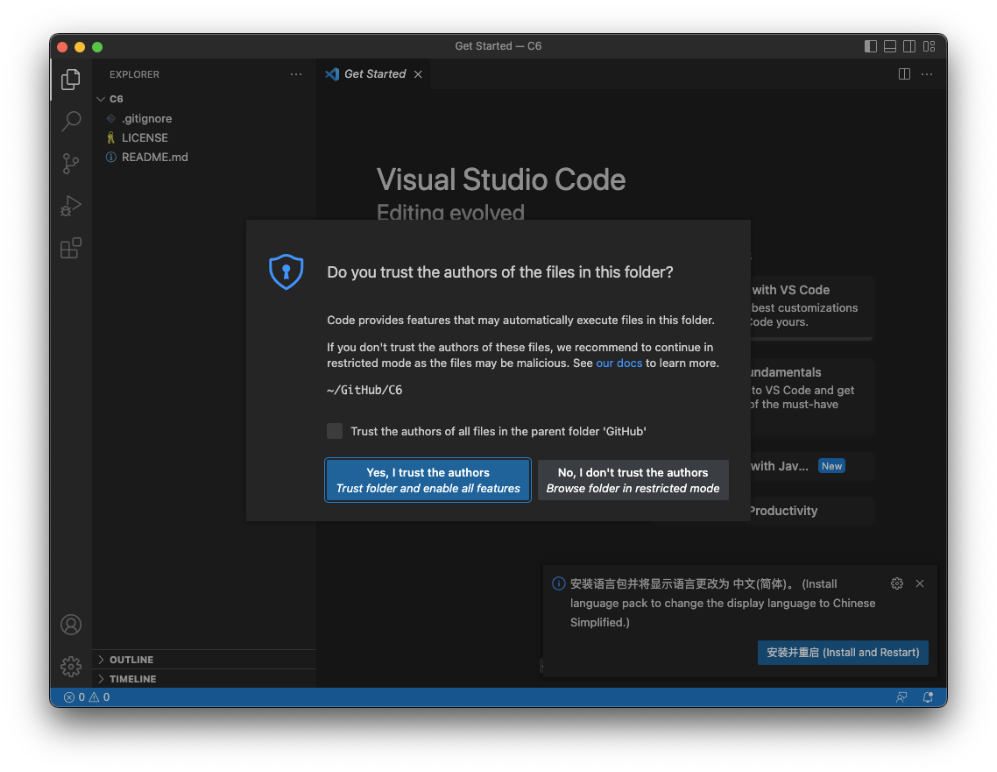 Get Started — C6
EXPLORER
Get Started
C6
.gitignore
LICENSE
README.md
Visual Studio Code
Editing evolved
with VS Code
best customizations
Code yours.
undamentals
to VS Code and get
of the must-have
with Jav... New
Productivity
Do you trust the authors of the files in this folder?
Code provides features that may automatically execute files in this folder.
If you don't trust the authors of these files, we recommend to continue in
restricted mode as the files may be malicious. See our docs to learn more.
~/GitHub/C6
Trust the authors of all files in the parent folder 'GitHub'
Yes, I trust the authors
Trust folder and enable all features
No, I don't trust the authors
Browse folder in restricted mode
安装语言包并将显示语言更改为 中文(简体)。 (Install
language pack to change the display language to Chinese
Simplified.)
安装并重启 (Install and Restart)
OUTLINE
TIMELINE
0 0